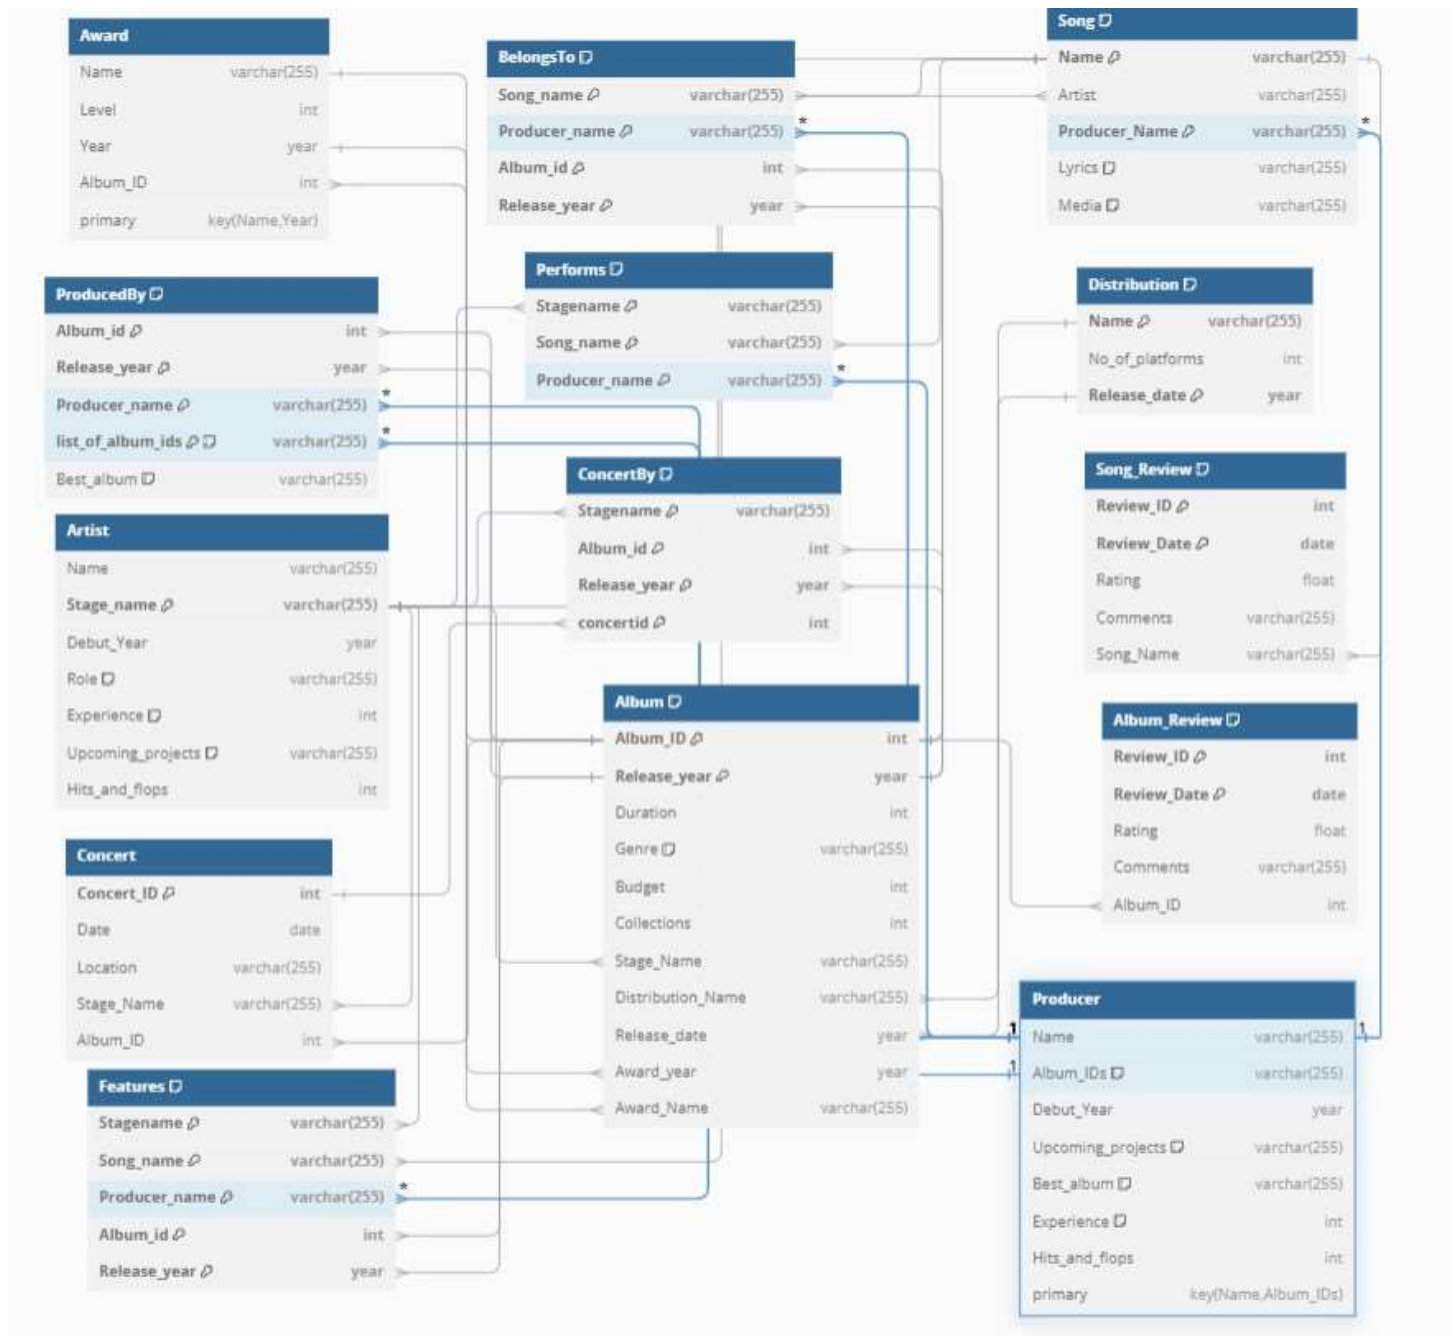 Award
Name varchar(255)
Level int
Year year
Album_ID int
primary key(Name,Year)
BelongsTo
Song_name varchar(255)
Producer_name varchar(255) *
Album_id int
Release_year year
Song
Name varchar(255)
Artist varchar(255)
Producer_Name varchar(255) *
Lyrics varchar(255)
Media varchar(255)
ProducedBy
Album_id int
Release_year year
Producer_name varchar(255) *
list_of_album_ids varchar(255) *
Best_album varchar(255)
Performs
Stagename varchar(255)
Song_name varchar(255)
Producer_name varchar(255) *
Distribution
Name varchar(255)
No_of_platforms int
Release_date year
Artist
Name varchar(255)
Stage_name varchar(255)
Debut_Year year
Role varchar(255)
Experience int
Upcoming_projects varchar(255)
Hits_and_flops int
ConcertBy
Stagename varchar(255)
Album_id int
Release_year year
concertid int
Song_Review
Review_ID int
Review_Date date
Rating float
Comments varchar(255)
Song_Name varchar(255)
Concert
Concert_ID int
Date date
Location varchar(255)
Stage_Name varchar(255)
Album_ID int
Album
Album_ID int
Release_year year
Duration int
Genre varchar(255)
Budget int
Collections int
Stage_Name varchar(255)
Distribution_Name varchar(255)
Release_date year
Award_year year
Award_Name varchar(255)
Album_Review
Review_ID int
Review_Date date
Rating float
Comments varchar(255)
Album_ID int
Features
Stagename varchar(255)
Song_name varchar(255)
Producer_name varchar(255) *
Album_id int
Release_year year
Producer
1 Name varchar(255) 1
1 Album_IDs varchar(255)
Debut_Year year
Upcoming_projects varchar(255)
Best_album varchar(255)
Experience int
Hits_and_flops int
primary key(Name,Album_IDs)